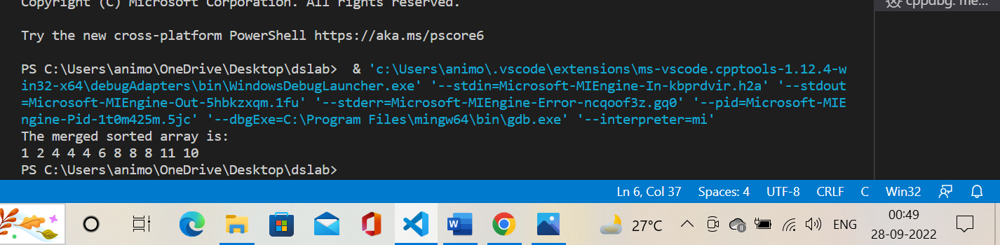 Copyright (C) Microsoft Corporation. All rights reserved.
cppdbg: me...
Try the new cross-platform PowerShell https://aka.ms/pscore6
PS C:\Users\animo\OneDrive\Desktop\dslab>  & 'c:\Users\animo\.vscode\extensions\ms-vscode.cpptools-1.12.4-w
in32-x64\debugAdapters\bin\WindowsDebugLauncher.exe' '--stdin=Microsoft-MIEngine-In-kbprdvir.h2a' '--stdout
=Microsoft-MIEngine-Out-5hbkzxqm.1fu' '--stderr=Microsoft-MIEngine-Error-ncqoof3z.gq0' '--pid=Microsoft-MIE
ngine-Pid-1t0m425m.5jc' '--dbgExe=C:\Program Files\mingw64\bin\gdb.exe' '--interpreter=mi'
The merged sorted array is:
1 2 4 4 4 6 8 8 8 11 10
PS C:\Users\animo\OneDrive\Desktop\dslab>
Ln 6, Col 37 Spaces: 4 UTF-8 CRLF C Win32
W 27°C ENG 00:49
28-09-2022